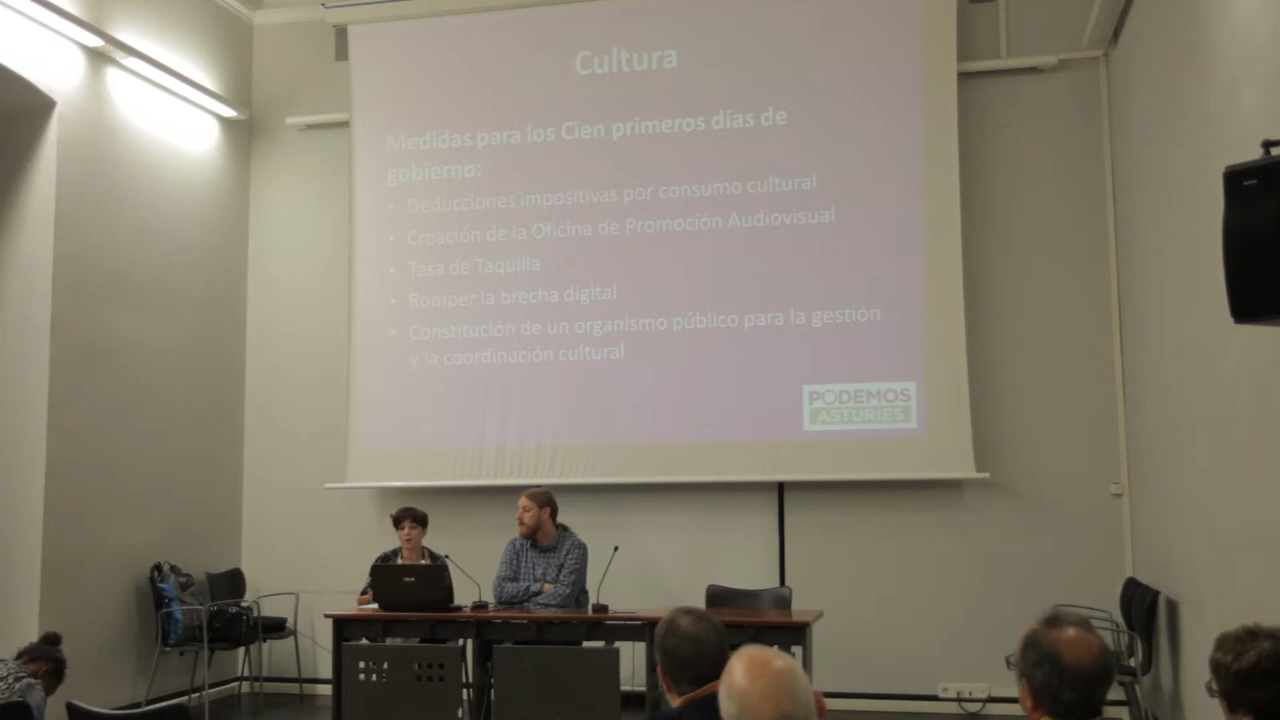 Cultura
Medidas para los Cien primeros días de
gobierno:
• Deducciones impositivas por consumo cultural
• Creación de la Oficina de Promoción Audiovisual
• Tasa de Taquilla
• Romper la brecha digital
• Constitución de un organismo público para la gestión
y la coordinación cultural
PODEMOS
ASTURIES